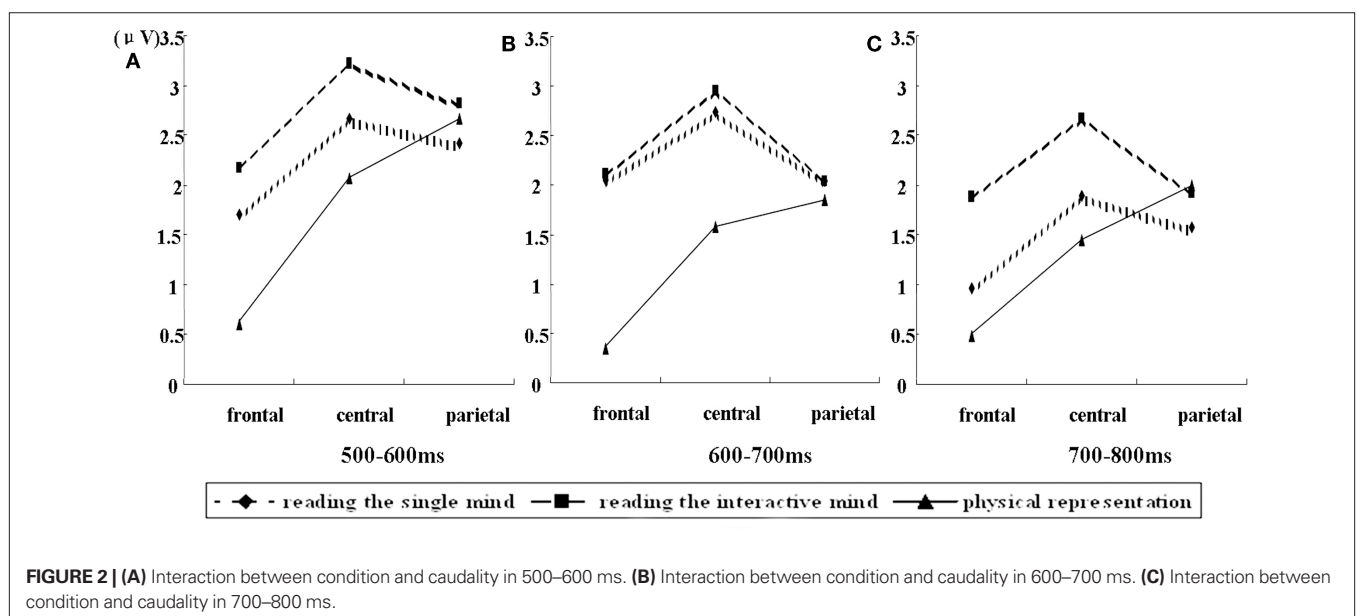 (μ V)
A
3.5
3
2.5
2
1.5
1
0.5
0
frontal central parietal
500-600ms
B
3.5
3
2.5
2
1.5
1
0.5
0
frontal central parietal
600-700ms
C
3.5
3
2.5
2
1.5
1
0.5
0
frontal central parietal
700-800ms
reading the single mind reading the interactive mind physical representation
FIGURE 2 | (A) Interaction between condition and caudality in 500–600 ms. (B) Interaction between condition and caudality in 600–700 ms. (C) Interaction between
condition and caudality in 700–800 ms.